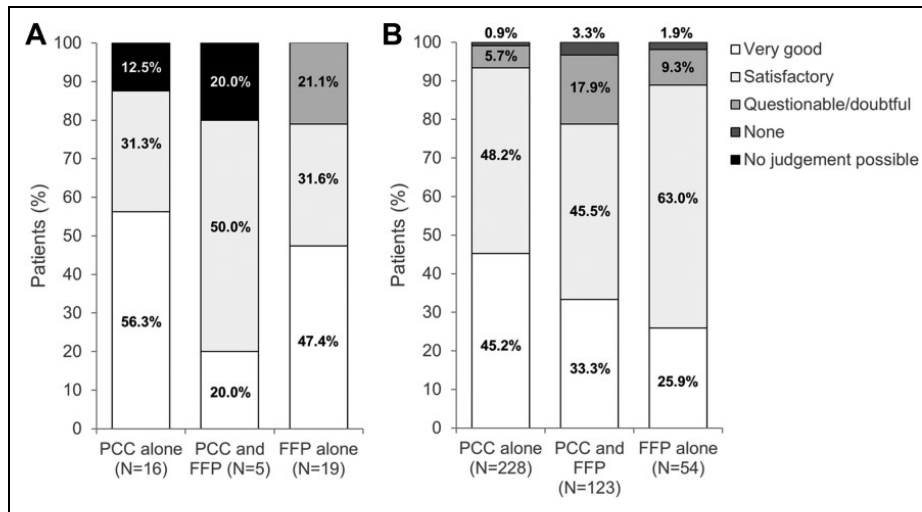 A
100
90
80
70
60
50
40
30
20
10
0
Patients (%)
12.5%
31.3%
56.3%
20.0%
50.0%
20.0%
21.1%
31.6%
47.4%
PCC alone
(N=16)
PCC and
FFP (N=5)
FFP alone
(N=19)
B
100
90
80
70
60
50
40
30
20
10
0
Patients (%)
0.9%
5.7%
48.2%
45.2%
3.3%
17.9%
45.5%
33.3%
1.9%
9.3%
63.0%
25.9%
PCC alone
(N=228)
PCC and
FFP
(N=123)
FFP alone
(N=54)
Very good
Satisfactory
Questionable/doubtful
None
No judgement possible